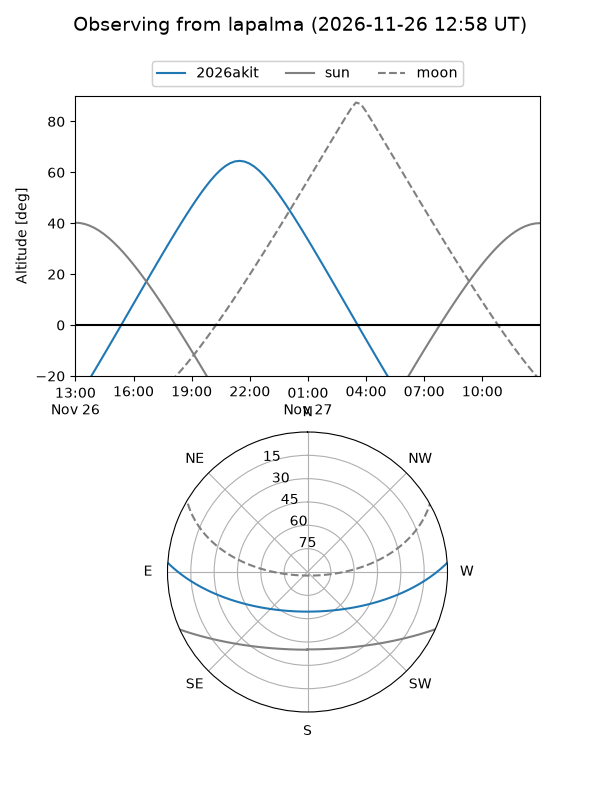 Observing from lapalma (2026-11-26 12:58 UT)
2026akit sun moon
Altitude [deg]
80
60
40
20
0
−20
13:00 16:00 19:00 22:00 01:00 04:00 07:00 10:00
Nov 26 Nov 27
N
NE NW
15
30
45
60
75
E W
SE SW
S